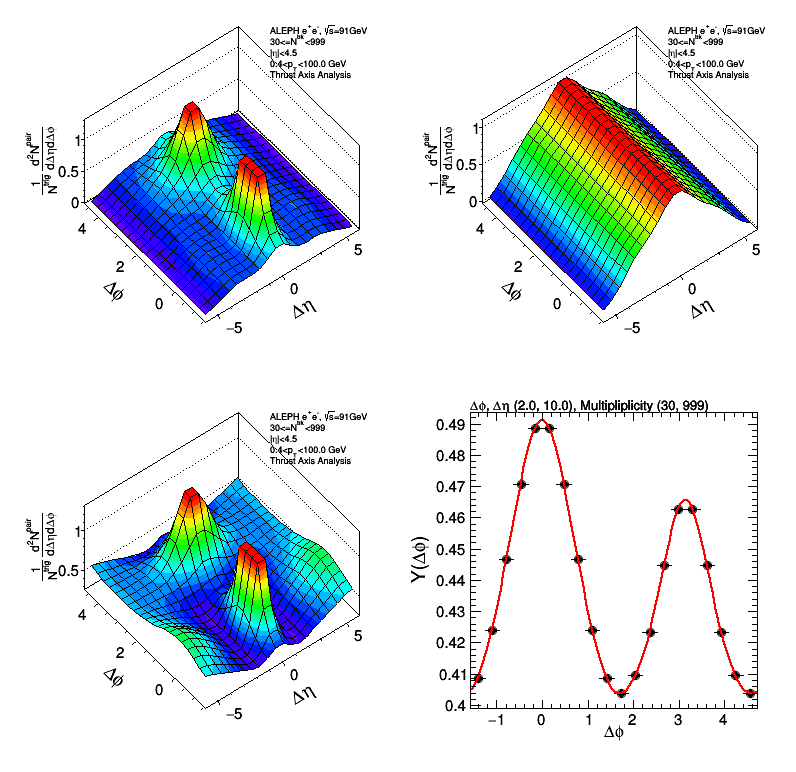 ALEPH e⁺e⁻, √s=91GeV
30<=N^trk<999
|η|<4.5
0.4<p_T<100.0 GeV
Thrust Axis Analysis
1/N^trig d²N^pair/dΔηdΔφ
1
0.5
0
4
2
0
Δφ
−5
0
5
Δη
ALEPH e⁺e⁻, √s=91GeV
30<=N^trk<999
|η|<4.5
0.4<p_T<100.0 GeV
Thrust Axis Analysis
1/N^trig d²N^pair/dΔηdΔφ
1
0.5
0
4
2
0
Δφ
−5
0
5
Δη
ALEPH e⁺e⁻, √s=91GeV
30<=N^trk<999
|η|<4.5
0.4<p_T<100.0 GeV
Thrust Axis Analysis
1/N^trig d²N^pair/dΔηdΔφ
1
0.5
4
2
0
Δφ
−5
0
5
Δη
Δφ, Δη (2.0, 10.0), Multipliplicity (30, 999)
Y(Δφ)
0.49
0.48
0.47
0.46
0.45
0.44
0.43
0.42
0.41
0.4
−1 0 1 2 3 4
Δφ